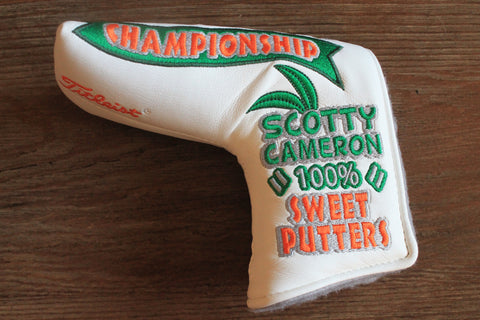 CHAMPIONSHIP
Titleist
SCOTTY
CAMERON
100%
SWEET
PUTTERS